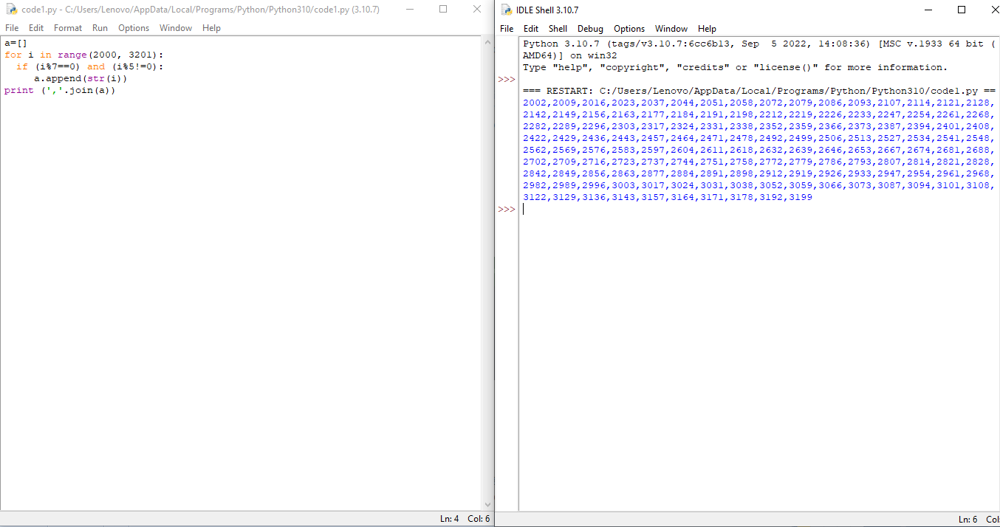 code1.py - C:/Users/Lenovo/AppData/Local/Programs/Python/Python310/code1.py (3.10.7)
File Edit Format Run Options Window Help
a=[]
for i in range(2000, 3201):
  if (i%7==0) and (i%5!=0):
     a.append(str(i))
print (','.join(a))
Ln: 4 Col: 6
IDLE Shell 3.10.7
File Edit Shell Debug Options Window Help
Python 3.10.7 (tags/v3.10.7:6cc6b13, Sep  5 2022, 14:08:36) [MSC v.1933 64 bit (
AMD64)] on win32
Type "help", "copyright", "credits" or "license()" for more information.
>>>
=== RESTART: C:/Users/Lenovo/AppData/Local/Programs/Python/Python310/code1.py ==
2002,2009,2016,2023,2037,2044,2051,2058,2072,2079,2086,2093,2107,2114,2121,2128,
2142,2149,2156,2163,2177,2184,2191,2198,2212,2219,2226,2233,2247,2254,2261,2268,
2282,2289,2296,2303,2317,2324,2331,2338,2352,2359,2366,2373,2387,2394,2401,2408,
2422,2429,2436,2443,2457,2464,2471,2478,2492,2499,2506,2513,2527,2534,2541,2548,
2562,2569,2576,2583,2597,2604,2611,2618,2632,2639,2646,2653,2667,2674,2681,2688,
2702,2709,2716,2723,2737,2744,2751,2758,2772,2779,2786,2793,2807,2814,2821,2828,
2842,2849,2856,2863,2877,2884,2891,2898,2912,2919,2926,2933,2947,2954,2961,2968,
2982,2989,2996,3003,3017,3024,3031,3038,3052,3059,3066,3073,3087,3094,3101,3108,
3122,3129,3136,3143,3157,3164,3171,3178,3192,3199
>>>
Ln: 6 Col